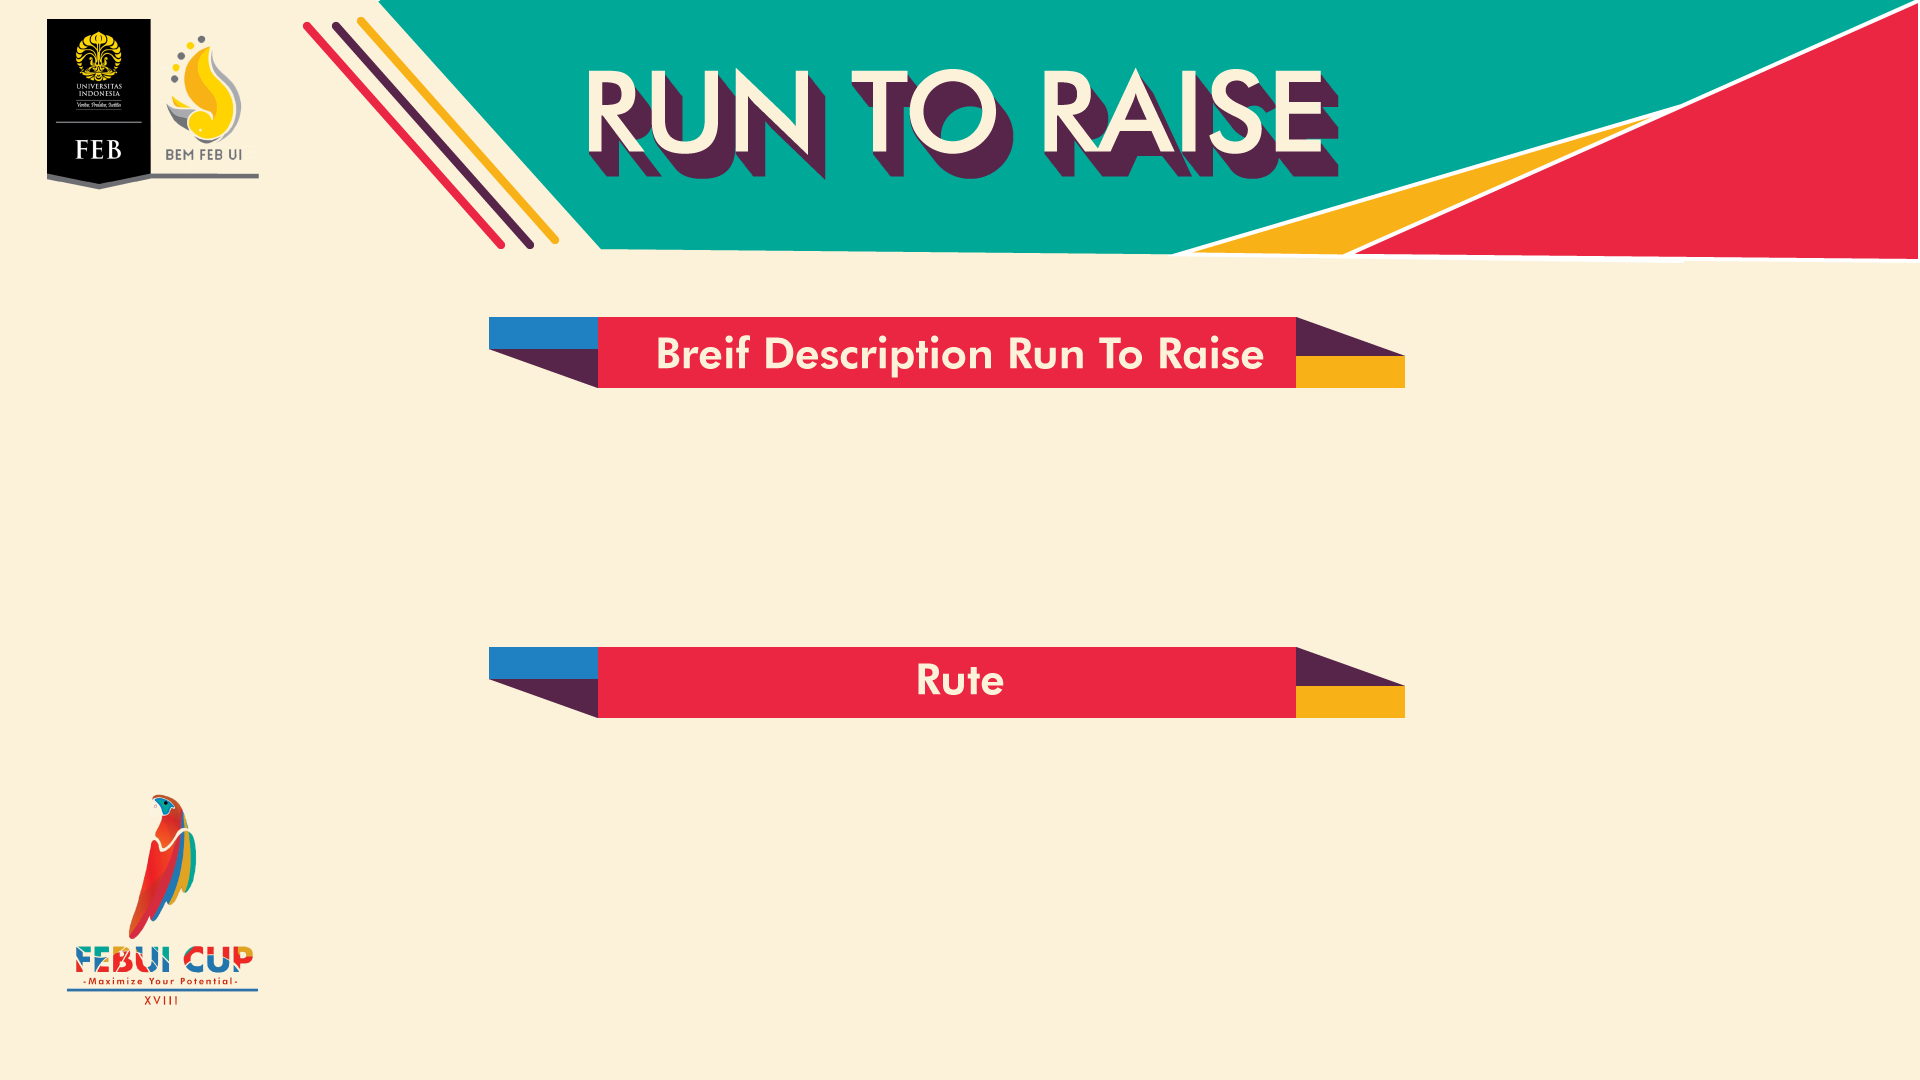 UNIVERSITAS
INDONESIA
Veritas, Probitas, Iustitia
FEB
BEM FEB UI
RUN TO RAISE
Breif Description Run To Raise
Rute
FEBUI CUP
-Maximize Your Potential-
XVIII